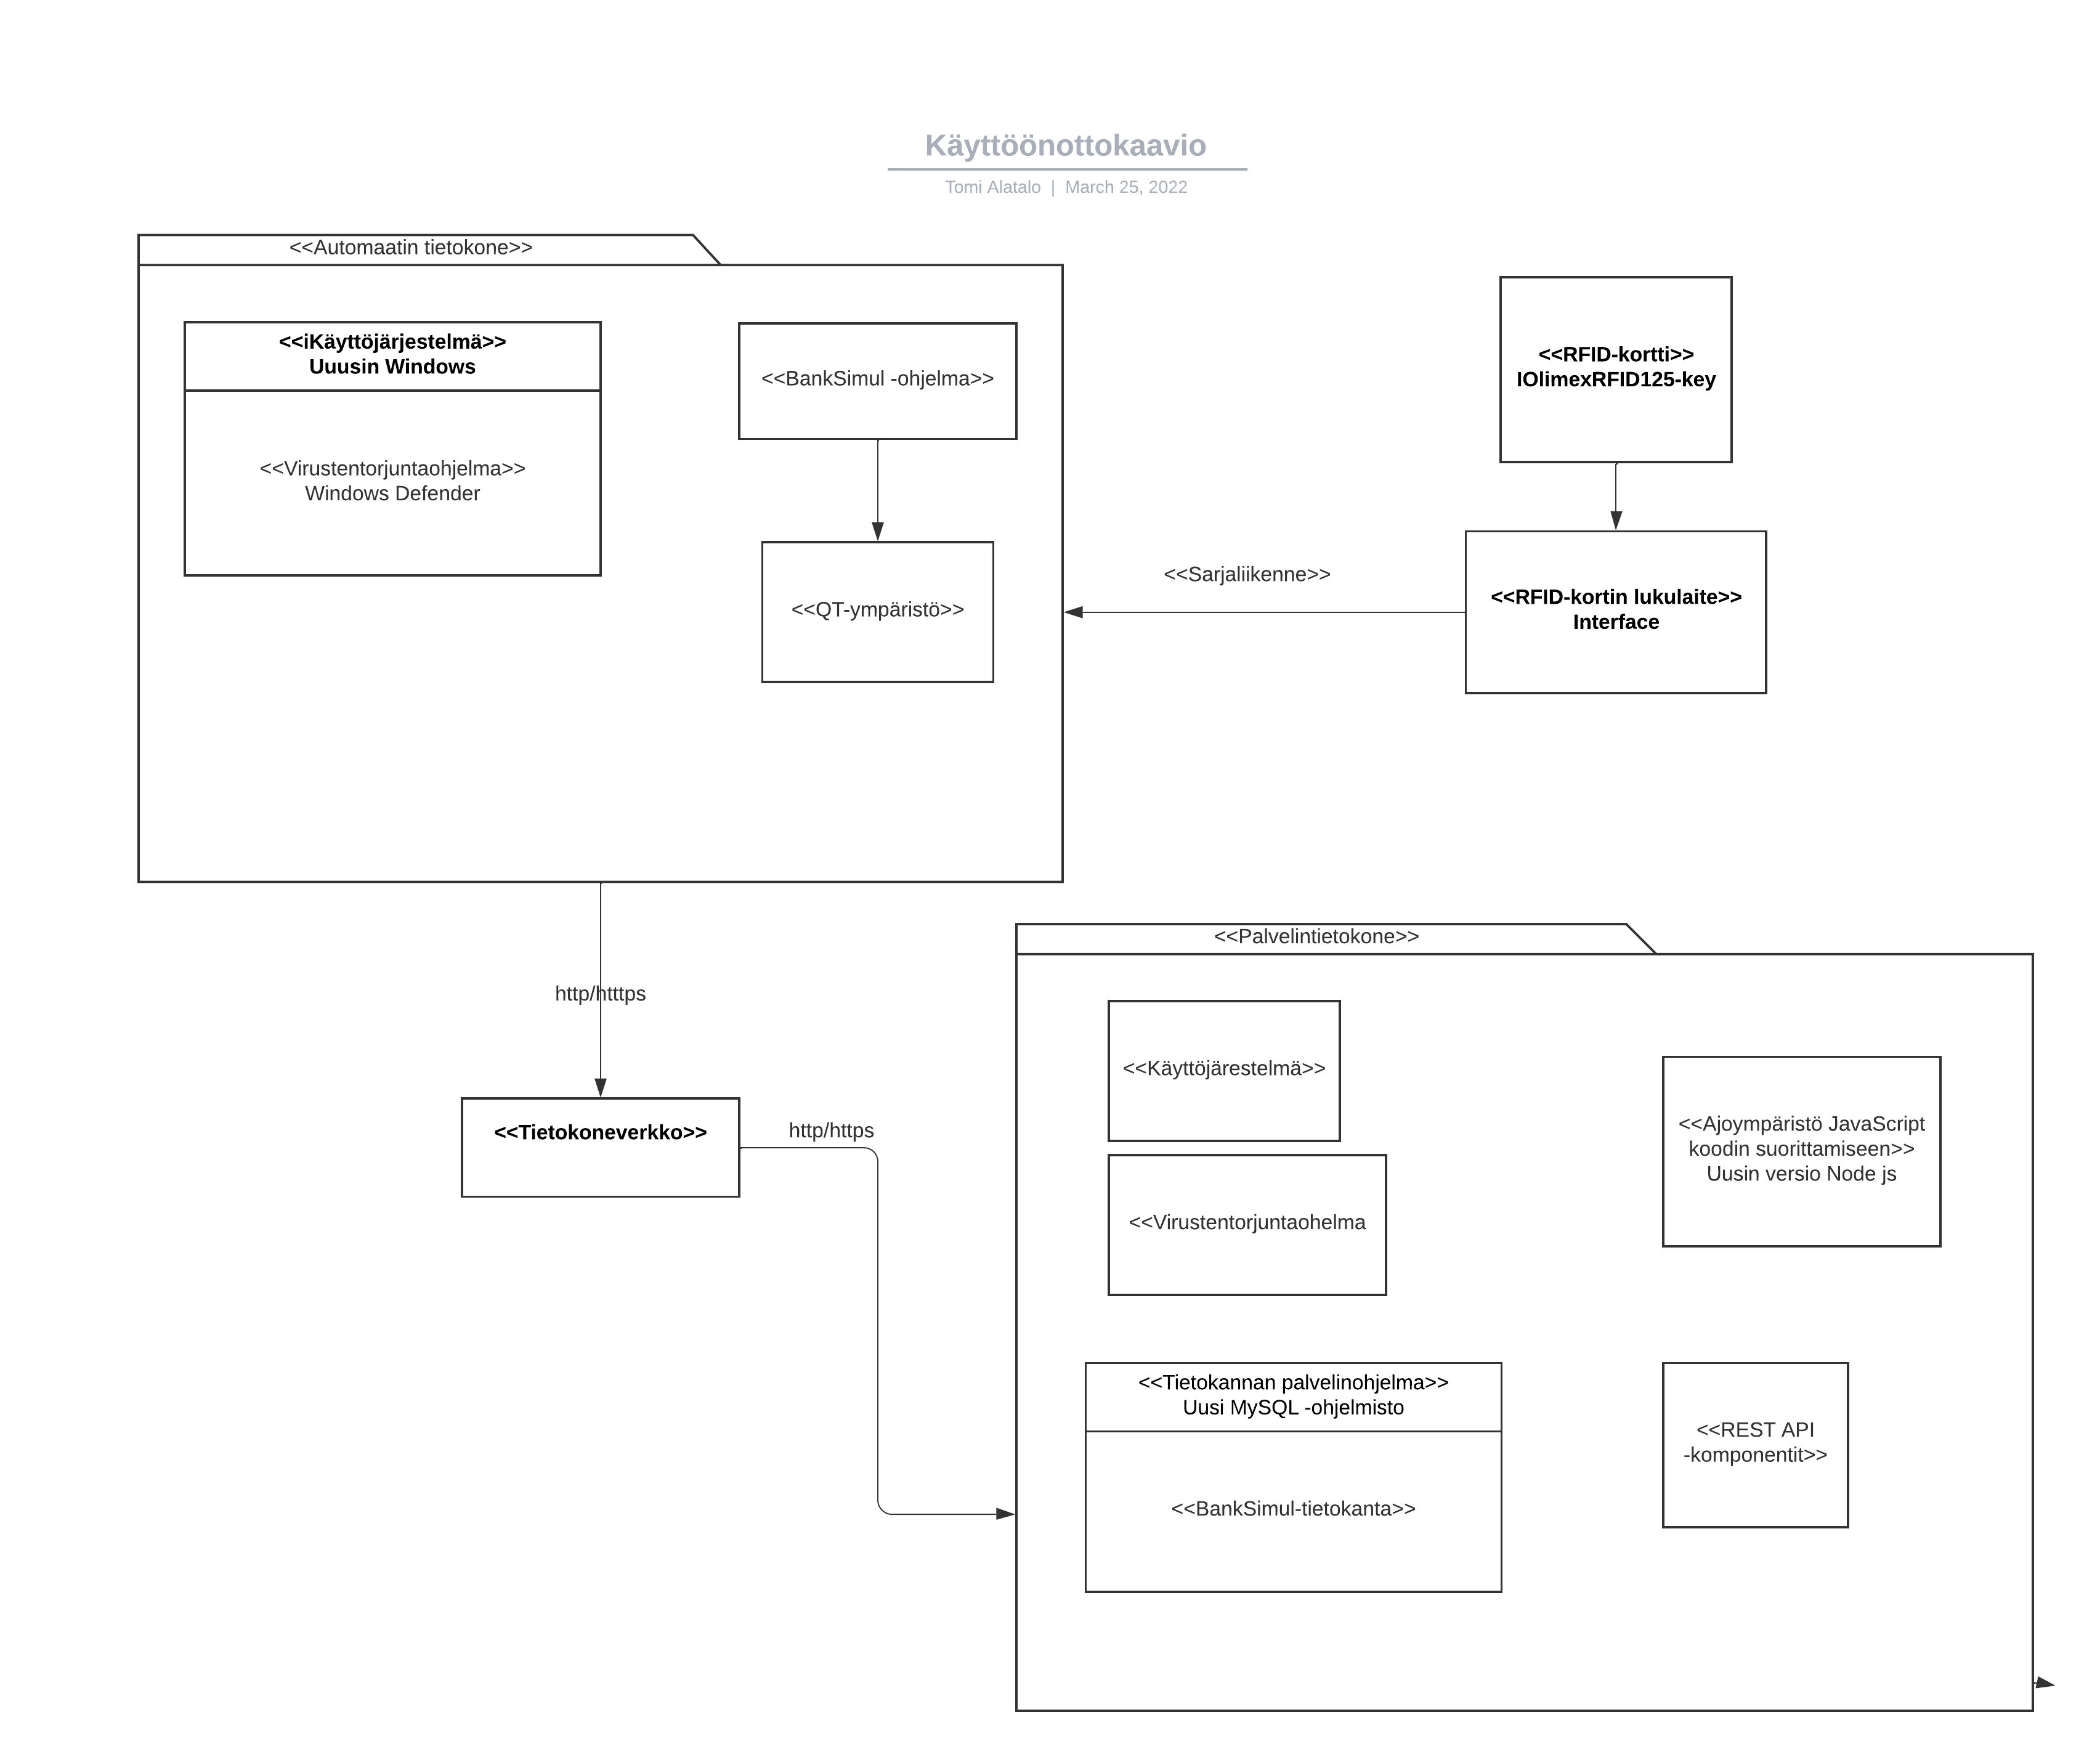 Käyttöönottokaavio
Tomi Alatalo | March 25, 2022
<<Automaatin tietokone>>
<<iKäyttöjärjestelmä>>
Uuusin Windows
<<Virustentorjuntaohjelma>>
Windows Defender
<<BankSimul -ohjelma>>
<<QT-ympäristö>>
<<RFID-kortti>>
IOlimexRFID125-key
<<Sarjaliikenne>>
<<RFID-kortin lukulaite>>
Interface
http/htttps
<<Tietokoneverkko>>
http/https
<<Palvelintietokone>>
<<Käyttöjärestelmä>>
<<Virustentorjuntaohelma
<<Ajoympäristö JavaScript
koodin suorittamiseen>>
Uusin versio Node js
<<Tietokannan palvelinohjelma>>
Uusi MySQL -ohjelmisto
<<BankSimul-tietokanta>>
<<REST API
-komponentit>>